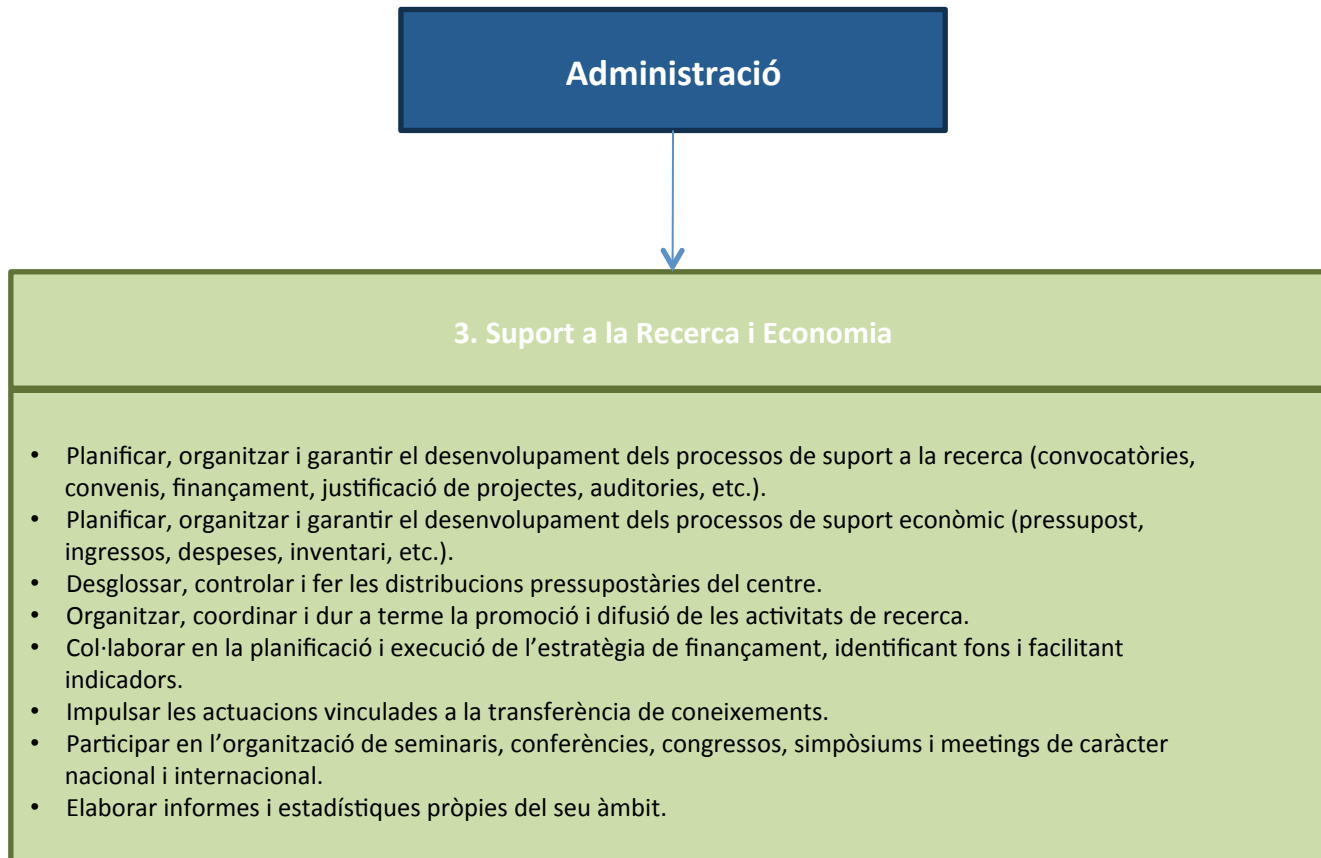 Administració
3. Suport a la Recerca i Economia
• Planificar, organitzar i garantir el desenvolupament dels processos de suport a la recerca (convocatòries,
convenis, finançament, justificació de projectes, auditories, etc.).
• Planificar, organitzar i garantir el desenvolupament dels processos de suport econòmic (pressupost,
ingressos, despeses, inventari, etc.).
• Desglossar, controlar i fer les distribucions pressupostàries del centre.
• Organitzar, coordinar i dur a terme la promoció i difusió de les activitats de recerca.
• Col·laborar en la planificació i execució de l’estratègia de finançament, identificant fons i facilitant
indicadors.
• Impulsar les actuacions vinculades a la transferència de coneixements.
• Participar en l’organització de seminaris, conferències, congressos, simpòsiums i meetings de caràcter
nacional i internacional.
• Elaborar informes i estadístiques pròpies del seu àmbit.